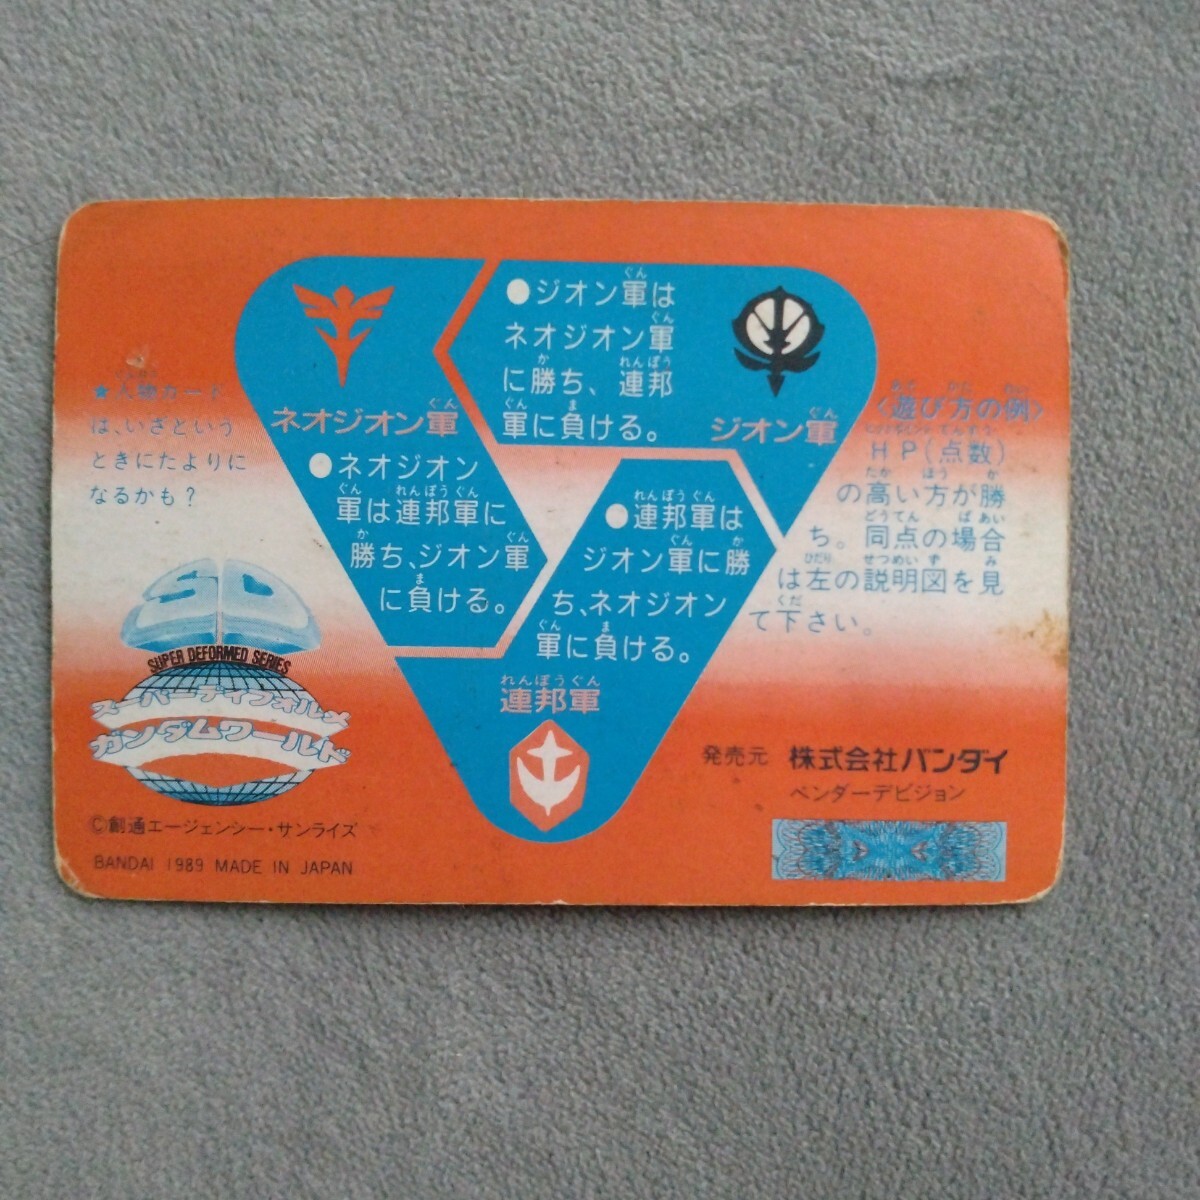 ●ジオン軍は
ネオジオン軍
に勝ち、連邦
軍に負ける。
ジオン軍
ネオジオン軍
●ネオジオン
軍は連邦軍に
勝ち、ジオン軍
に負ける。
●連邦軍は
ジオン軍に勝
ち、ネオジオン
軍に負ける。
連邦軍
★人物カード
は、いざという
ときにたよりに
なるかも?
〈遊び方の例〉
HP(点数)
の高い方が勝
ち。同点の場合
は左の説明図を見
て下さい。
SUPER DEFORMED SERIES
スーパーディフォルメ
ガンダムワールド
©創通エージェンシー・サンライズ
BANDAI 1989 MADE IN JAPAN
発売元 株式会社バンダイ
ベンダーデビジョン